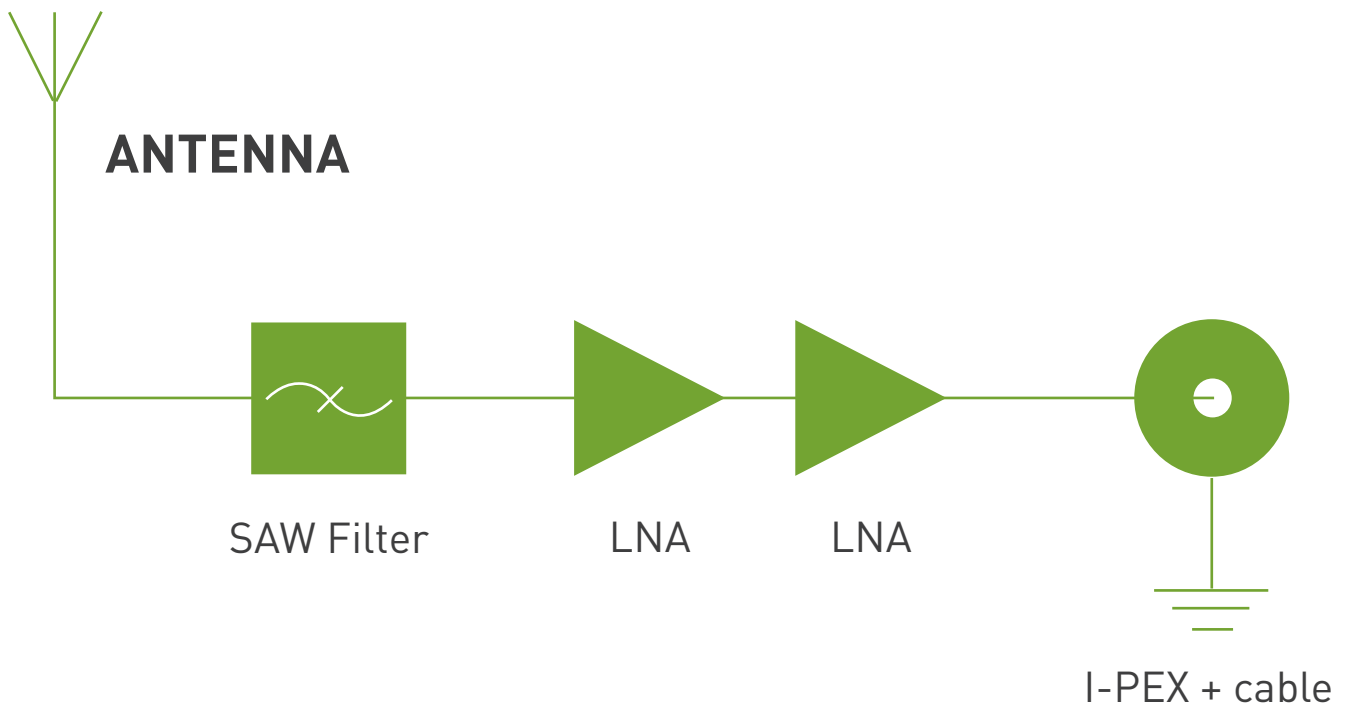 ANTENNA
SAW Filter
LNA
LNA
I-PEX + cable